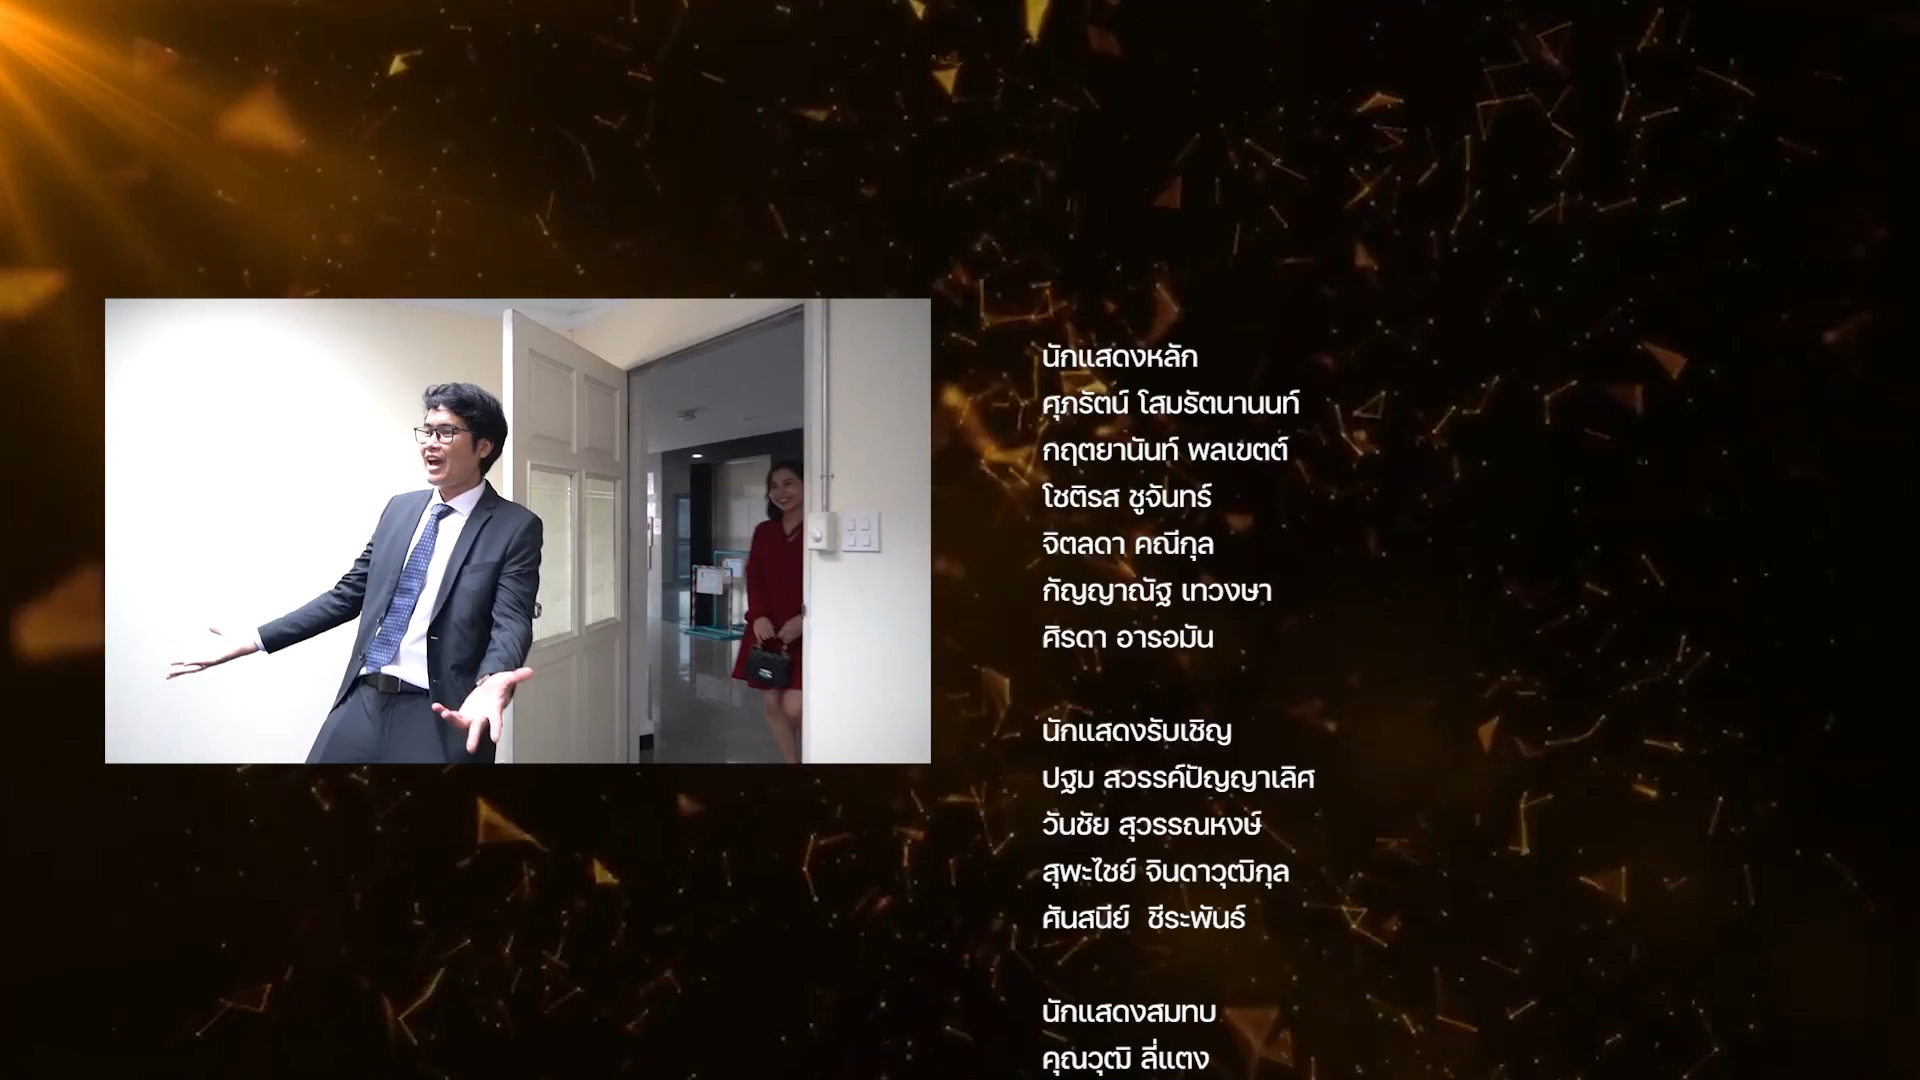 นักแสดงหลัก
ศุภรัตน์ โสมรัตนานนท์
กฤตยานันท์ พลเขตต์
โชติรส ชูจันทร์
จิตลดา คณีกุล
กัญญาณัฐ เทวงษา
ศิรดา อารอมัน
นักแสดงรับเชิญ
ปฐม สวรรค์ปัญญาเลิศ
วันชัย สุวรรณหงษ์
สุพะไชย์ จินดาวุฒิกุล
ศันสนีย์  ชีระพันธ์
นักแสดงสมทบ
คุณวุฒิ ลี่แตง